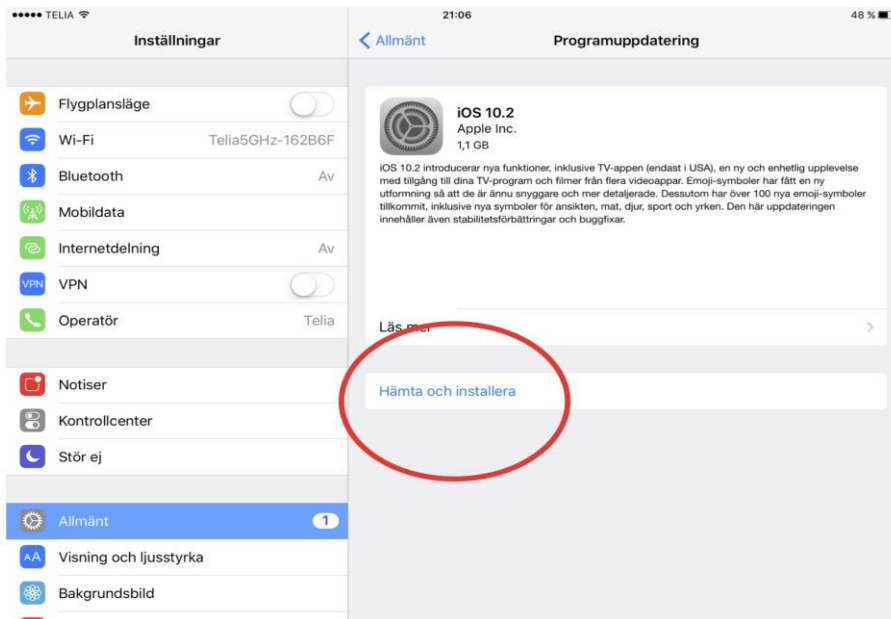 TELIA 21:06 48 %
Inställningar
Flygplansläge
Wi-Fi Telia5GHz-162B6F
Bluetooth Av
Mobildata
Internetdelning Av
VPN VPN
Operatör Telia
Notiser
Kontrollcenter
Stör ej
Allmänt 1
AA Visning och ljusstyrka
Bakgrundsbild
Allmänt Programuppdatering
iOS 10.2
Apple Inc.
1,1 GB
iOS 10.2 introducerar nya funktioner, inklusive TV-appen (endast i USA), en ny och enhetlig upplevelse
med tillgång till dina TV-program och filmer från flera videoappar. Emoji-symboler har fått en ny
utformning så att de är ännu snyggare och mer detaljerade. Dessutom har över 100 nya emoji-symboler
tillkommit, inklusive nya symboler för ansikten, mat, djur, sport och yrken. Den här uppdateringen
innehåller även stabilitetsförbättringar och buggfixar.
Läs mer
Hämta och installera